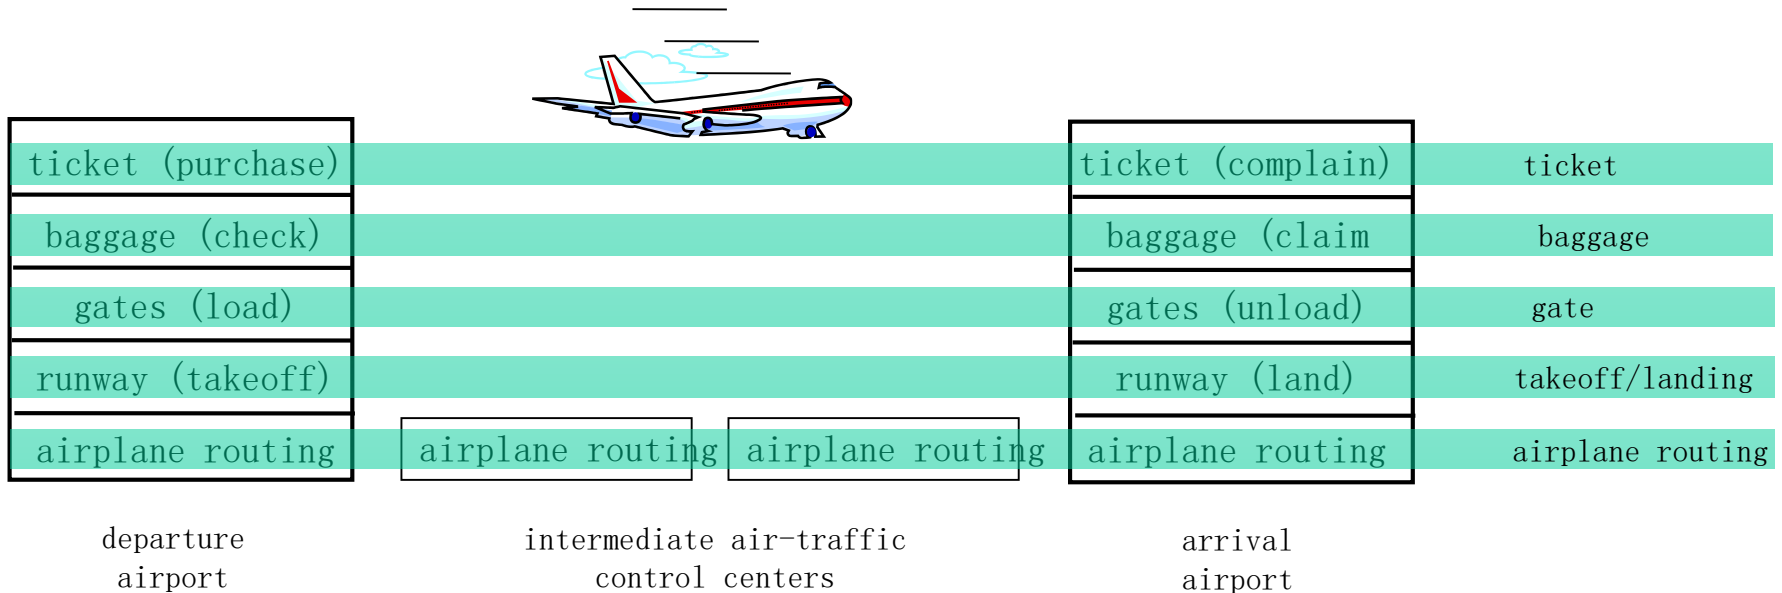 ticket (purchase) ticket (complain) ticket
baggage (check) baggage (claim baggage
gates (load) gates (unload) gate
runway (takeoff) runway (land) takeoff/landing
airplane routing airplane routing airplane routing airplane routing airplane routing
departure
airport
intermediate air-traffic
control centers
arrival
airport